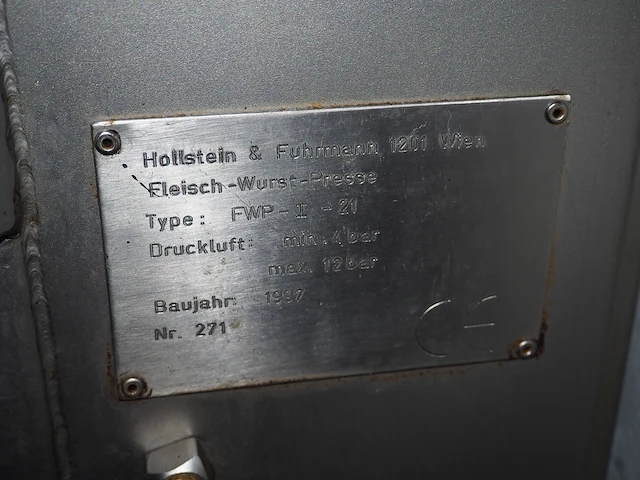 Hollstein & Fuhrmann 1201 Wien
Fleisch-Wurst-Presse
Type: FWP-II-21
Druckluft: min. 4 bar
max. 12 bar
Baujahr: 1997
Nr. 271
CE